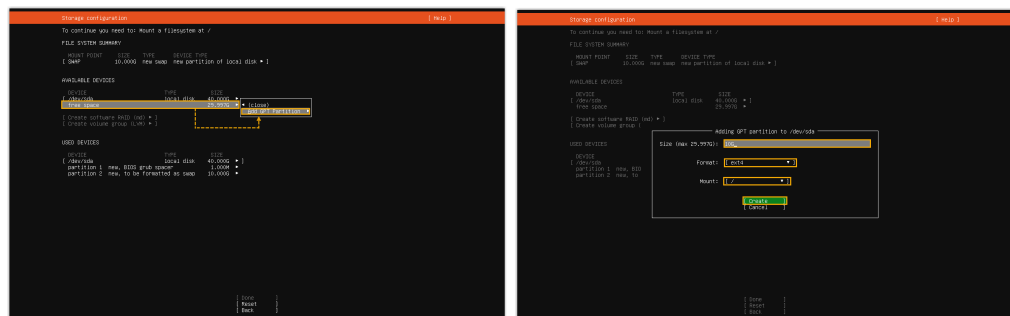 Storage configuration [ Help ]
To continue you need to: Mount a filesystem at /
FILE SYSTEM SUMMARY
MOUNT POINT SIZE TYPE DEVICE TYPE
[ SWAP 10.000G new swap new partition of local disk ▸ ]
AVAILABLE DEVICES
DEVICE TYPE SIZE
[ /dev/sda local disk 40.000G ▸
free space 29.997G ▸
◂ (close)
Add GPT Partition ▸
[ Create software RAID (md) ▸ ]
[ Create volume group (LVM) ▸ ]
USED DEVICES
DEVICE TYPE SIZE
[ /dev/sda local disk 40.000G ▸ ]
partition 1 new, BIOS grub spacer 1.000M ▸
partition 2 new, to be formatted as swap 10.000G ▸
[ Done ]
[ Reset ]
[ Back ]
Storage configuration [ Help ]
To continue you need to: Mount a filesystem at /
FILE SYSTEM SUMMARY
MOUNT POINT SIZE TYPE DEVICE TYPE
[ SWAP 10.000G new swap new partition of local disk ▸ ]
AVAILABLE DEVICES
DEVICE TYPE SIZE
[ /dev/sda local disk 40.000G ▸ ]
free space 29.997G ▸
[ Create software RAID (md) ▸ ]
[ Create volume group (
Adding GPT partition to /dev/sda
Size (max 29.997G):
USED DEVICES
DEVICE
[ /dev/sda
partition 1 new, BIO
partition 2 new, to
Format: [ ext4 ▾ ]
Mount: [ / ▾ ]
[ Create ]
[ Cancel ]
[ Done ]
[ Reset ]
[ Back ]